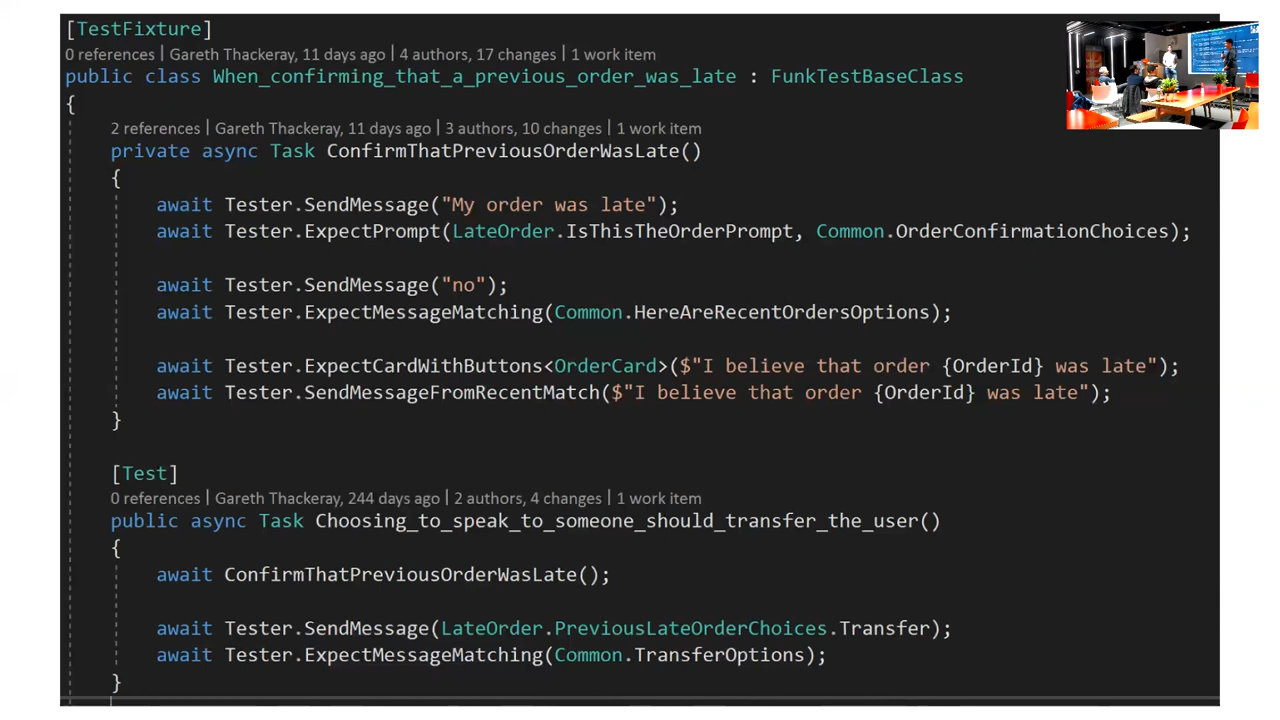 [TestFixture]
0 references | Gareth Thackeray, 11 days ago | 4 authors, 17 changes | 1 work item
public class When_confirming_that_a_previous_order_was_late : FunkTestBaseClass
{
2 references | Gareth Thackeray, 11 days ago | 3 authors, 10 changes | 1 work item
private async Task ConfirmThatPreviousOrderWasLate()
{
await Tester.SendMessage("My order was late");
await Tester.ExpectPrompt(LateOrder.IsThisTheOrderPrompt, Common.OrderConfirmationChoices);
await Tester.SendMessage("no");
await Tester.ExpectMessageMatching(Common.HereAreRecentOrdersOptions);
await Tester.ExpectCardWithButtons<OrderCard>($"I believe that order {OrderId} was late");
await Tester.SendMessageFromRecentMatch($"I believe that order {OrderId} was late");
}
[Test]
0 references | Gareth Thackeray, 244 days ago | 2 authors, 4 changes | 1 work item
public async Task Choosing_to_speak_to_someone_should_transfer_the_user()
{
await ConfirmThatPreviousOrderWasLate();
await Tester.SendMessage(LateOrder.PreviousLateOrderChoices.Transfer);
await Tester.ExpectMessageMatching(Common.TransferOptions);
}